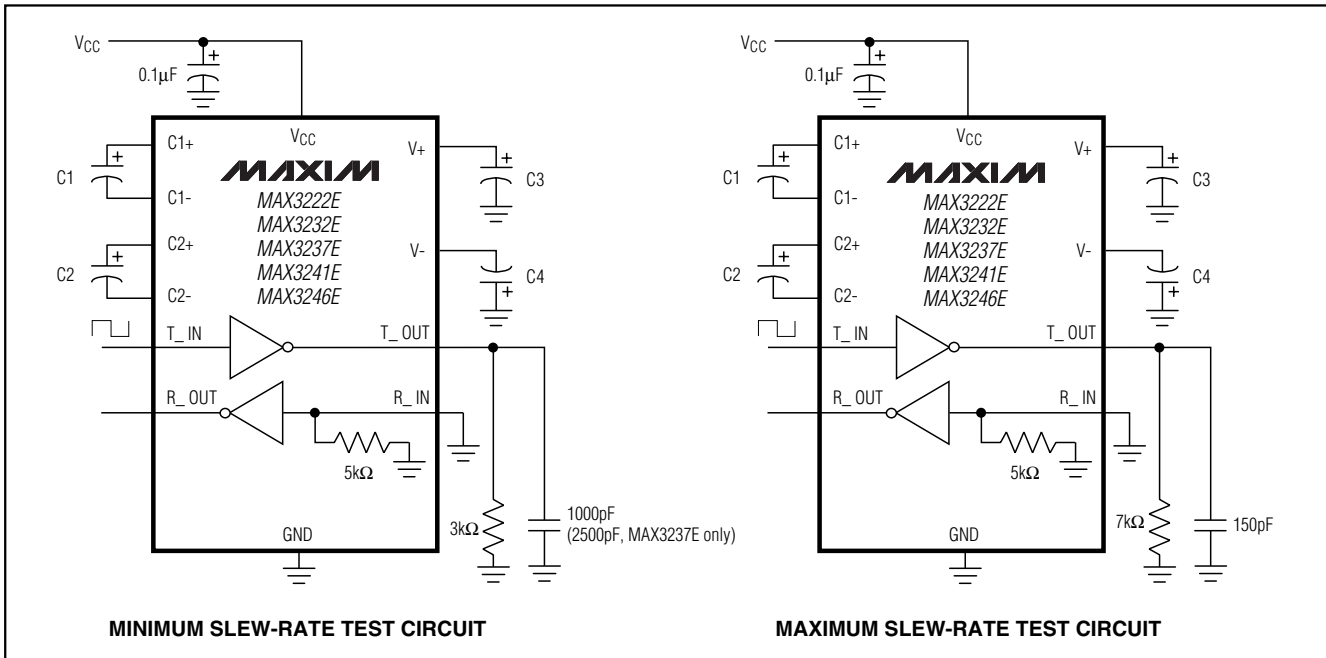 VCC
0.1µF
+
VCC
C1+
V+
C1
+
C1-
+
C3
MAXIM
MAX3222E
MAX3232E
MAX3237E
MAX3241E
MAX3246E
C2+
V-
C2
+
C2-
C4
+
T_ IN
T_ OUT
R_ OUT
R_ IN
5kΩ
3kΩ
1000pF
(2500pF, MAX3237E only)
GND
MINIMUM SLEW-RATE TEST CIRCUIT
VCC
0.1µF
+
VCC
C1+
V+
C1
+
C1-
+
C3
MAXIM
MAX3222E
MAX3232E
MAX3237E
MAX3241E
MAX3246E
C2+
V-
C2
+
C2-
C4
+
T_ IN
T_ OUT
R_ OUT
R_ IN
5kΩ
7kΩ
150pF
GND
MAXIMUM SLEW-RATE TEST CIRCUIT